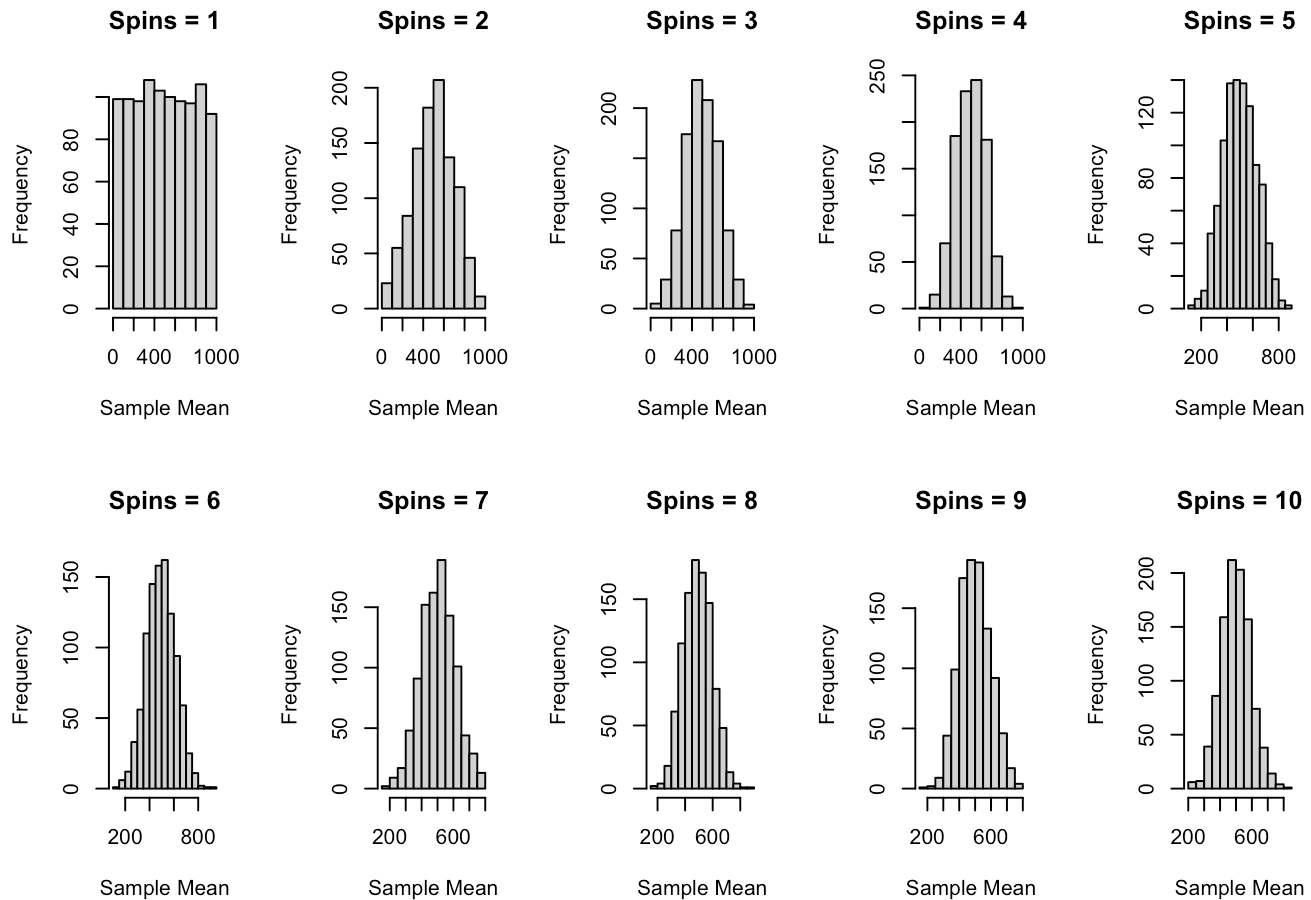 Spins = 1 Spins = 2 Spins = 3 Spins = 4 Spins = 5
Frequency Frequency Frequency Frequency Frequency
0 20 40 60 80
0 50 100 150 200
0 50 100 200
0 50 150 250
0 40 80 120
0 400 1000 0 400 1000 0 400 1000 0 400 1000 200 800
Sample Mean Sample Mean Sample Mean Sample Mean Sample Mean
Spins = 6 Spins = 7 Spins = 8 Spins = 9 Spins = 10
Frequency Frequency Frequency Frequency Frequency
0 50 100 150
0 50 100 150
0 50 100 150
0 50 100 150
0 50 100 150 200
200 800 200 600 200 600 200 600 200 600
Sample Mean Sample Mean Sample Mean Sample Mean Sample Mean